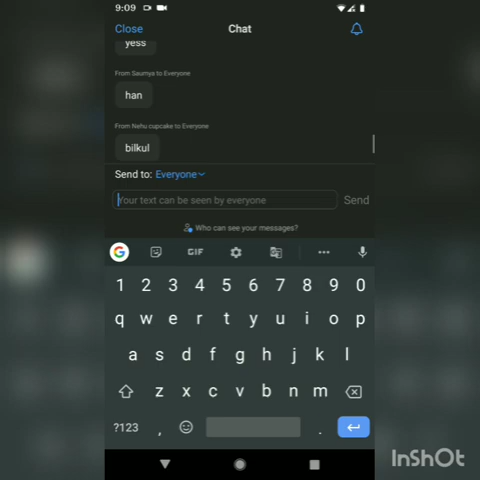 9:09
Close Chat
yess
From Saumya to Everyone
han
From Nehu cupcake to Everyone
bilkul
Send to: Everyone
Your text can be seen by everyone Send
Who can see your messages?
G GIF
1 2 3 4 5 6 7 8 9 0
q w e r t y u i o p
a s d f g h j k l
z x c v b n m
?123 , .
InShOt